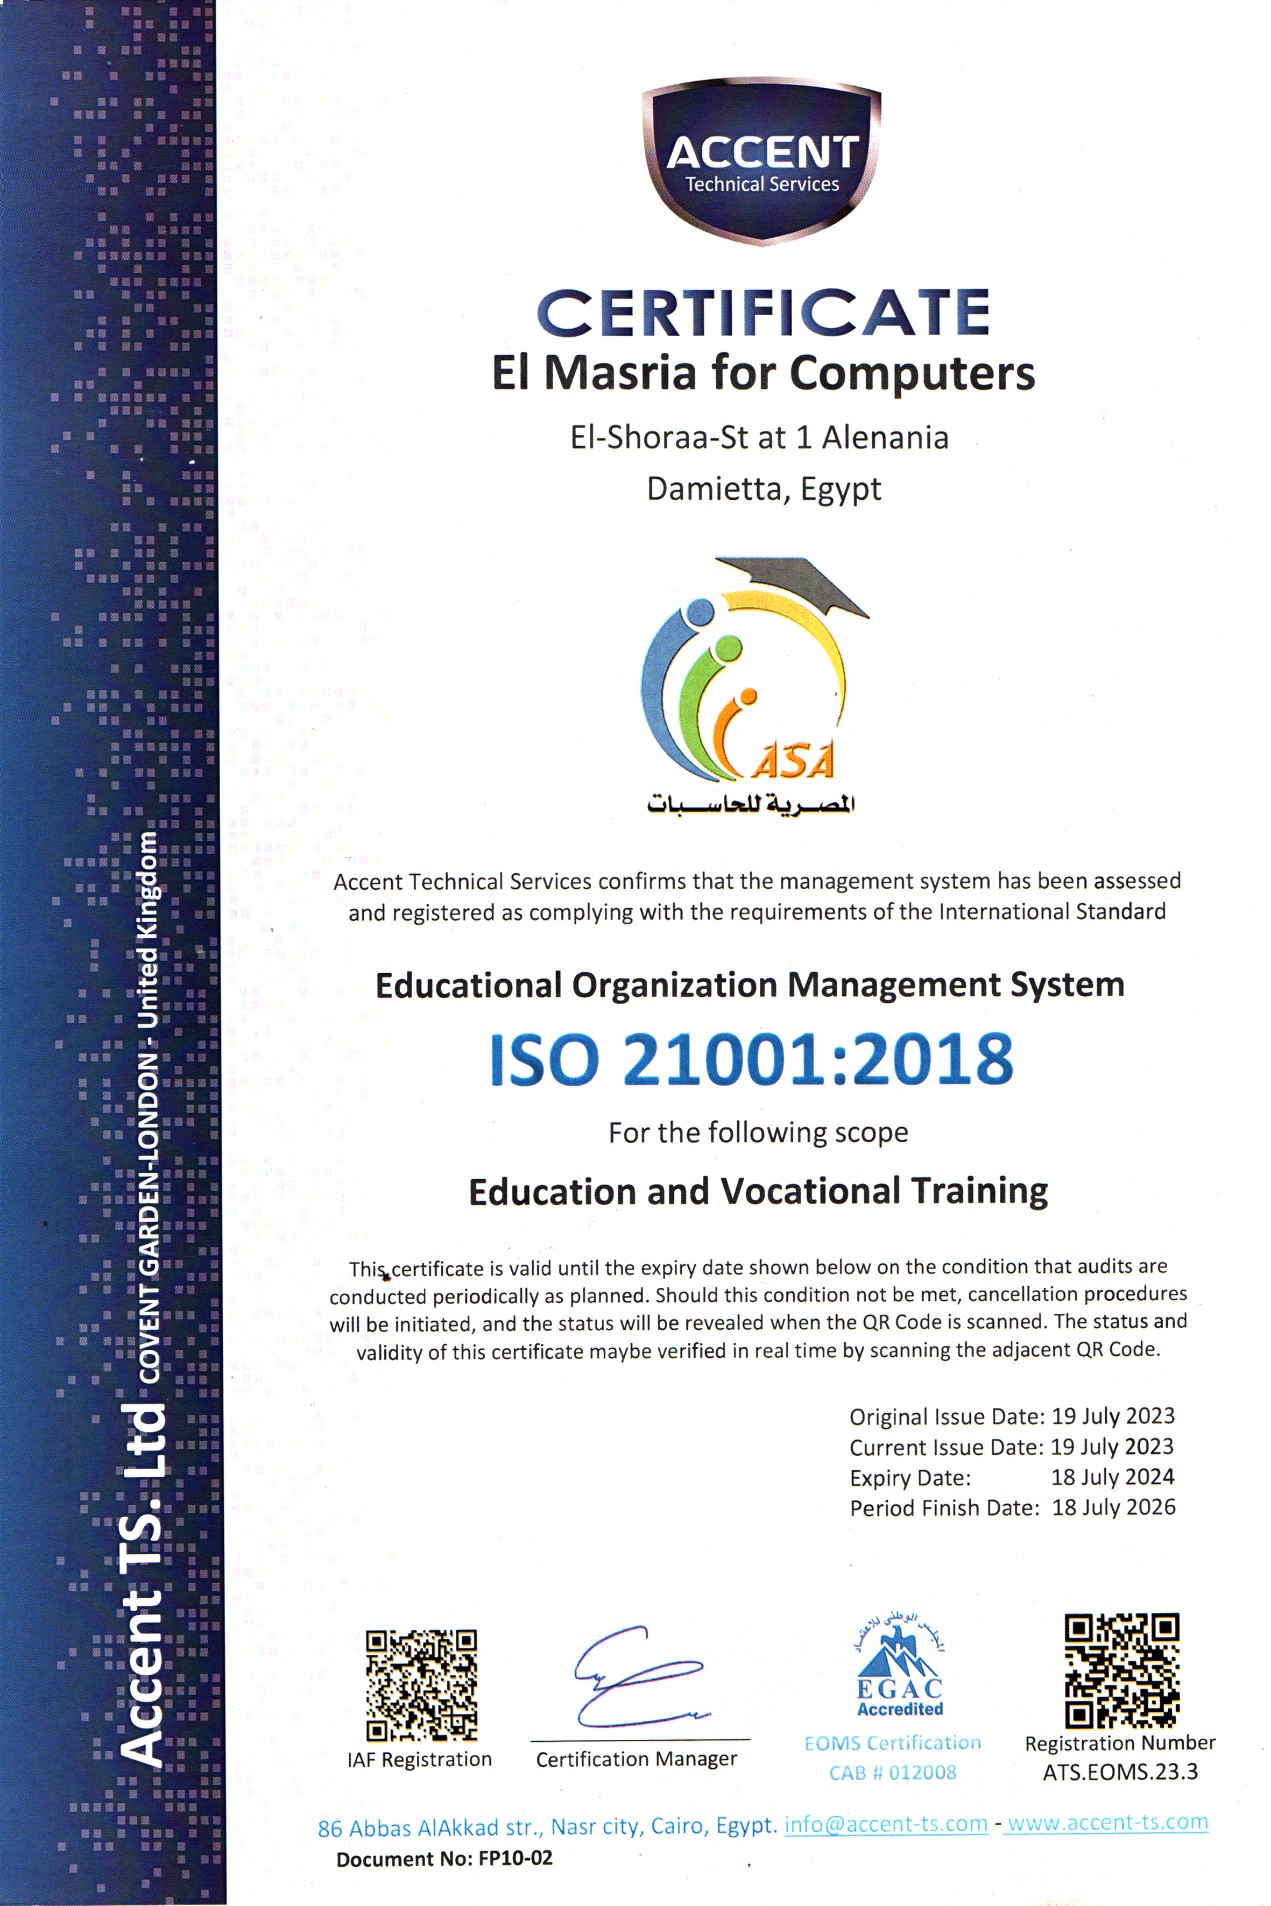 ACCENT
Technical Services
CERTIFICATE
El Masria for Computers
El-Shoraa-St at 1 Alenania
Damietta, Egypt
ASA
المصرية للحاسبات
Accent Technical Services confirms that the management system has been assessed
and registered as complying with the requirements of the International Standard
Educational Organization Management System
ISO 21001:2018
For the following scope
Education and Vocational Training
This certificate is valid until the expiry date shown below on the condition that audits are
conducted periodically as planned. Should this condition not be met, cancellation procedures
will be initiated, and the status will be revealed when the QR Code is scanned. The status and
validity of this certificate maybe verified in real time by scanning the adjacent QR Code.
Original Issue Date: 19 July 2023
Current Issue Date: 19 July 2023
Expiry Date: 18 July 2024
Period Finish Date: 18 July 2026
IAF Registration
Certification Manager
المجلس الوطنى للاعتماد
EGAC
Accredited
EOMS Certification
CAB # 012008
Registration Number
ATS.EOMS.23.3
86 Abbas AlAkkad str., Nasr city, Cairo, Egypt. info@accent-ts.com - www.accent-ts.com
Document No: FP10-02
Accent TS. Ltd COVENT GARDEN-LONDON - United Kingdom